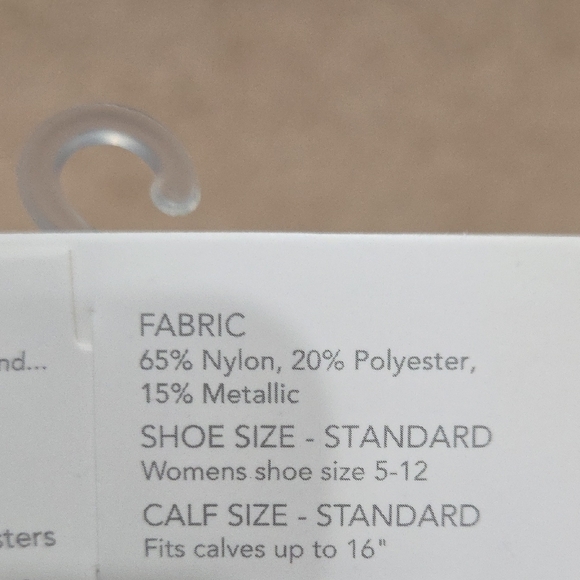 FABRIC
nd...
65% Nylon, 20% Polyester,
15% Metallic
SHOE SIZE - STANDARD
Womens shoe size 5-12
CALF SIZE - STANDARD
sters
Fits calves up to 16"